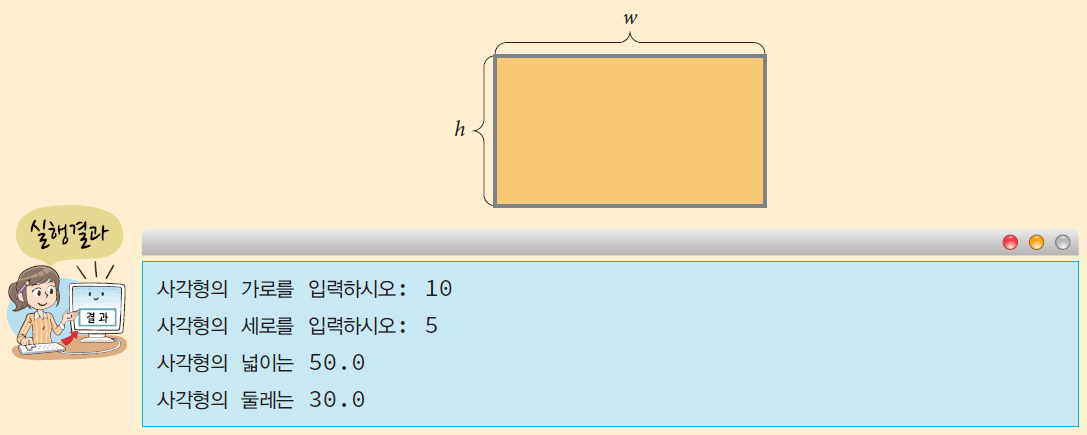 w
h
실행결과
결과
사각형의 가로를 입력하시오: 10
사각형의 세로를 입력하시오: 5
사각형의 넓이는 50.0
사각형의 둘레는 30.0